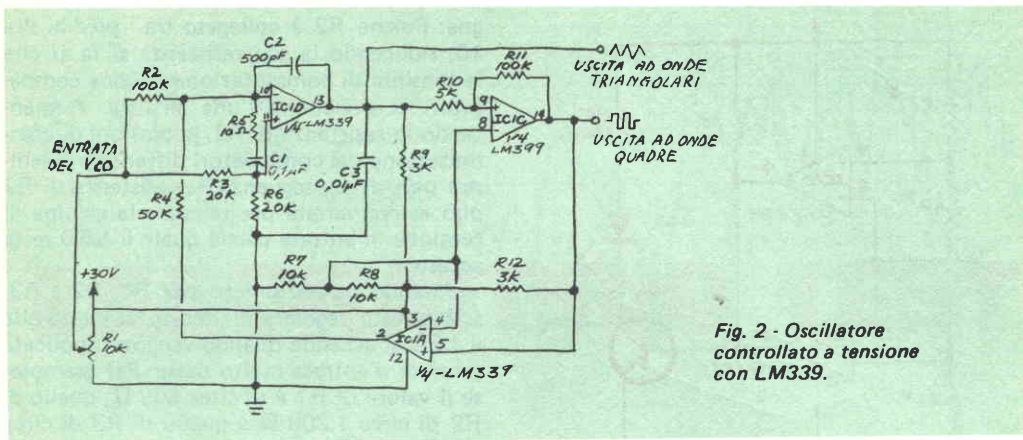 C2
500pF
R2
100K
10
13
IC1D
1/4 LM339
R5
10Ω
11
ENTRATA
DEL VCO
R3
20K
C1
0,1µF
R4
50K
R6
20K
C3
0,01µF
R9
3K
R10
5K
R11
100K
9
8
IC1C
14
1/4
LM399
USCITA AD ONDE
TRIANGOLARI
USCITA AD ONDE
QUADRE
R7
10K
R8
10K
R12
3K
+30V
R1
10K
2
3
4
5
12
IC1A
1/4-LM339
Fig. 2 - Oscillatore
controllato a tensione
con LM339.